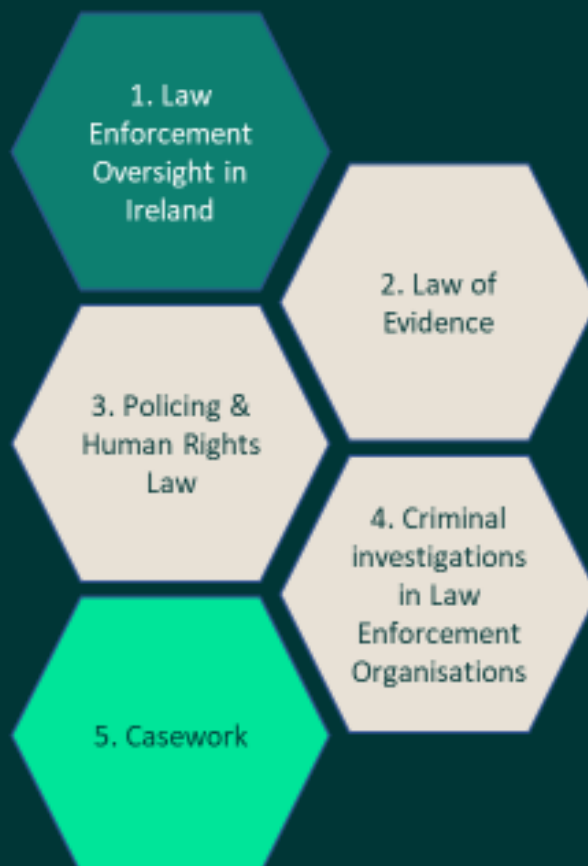 1. Law
Enforcement
Oversight in
Ireland
2. Law of
Evidence
3. Policing &
Human Rights
Law
4. Criminal
investigations
in Law
Enforcement
Organisations
5. Casework